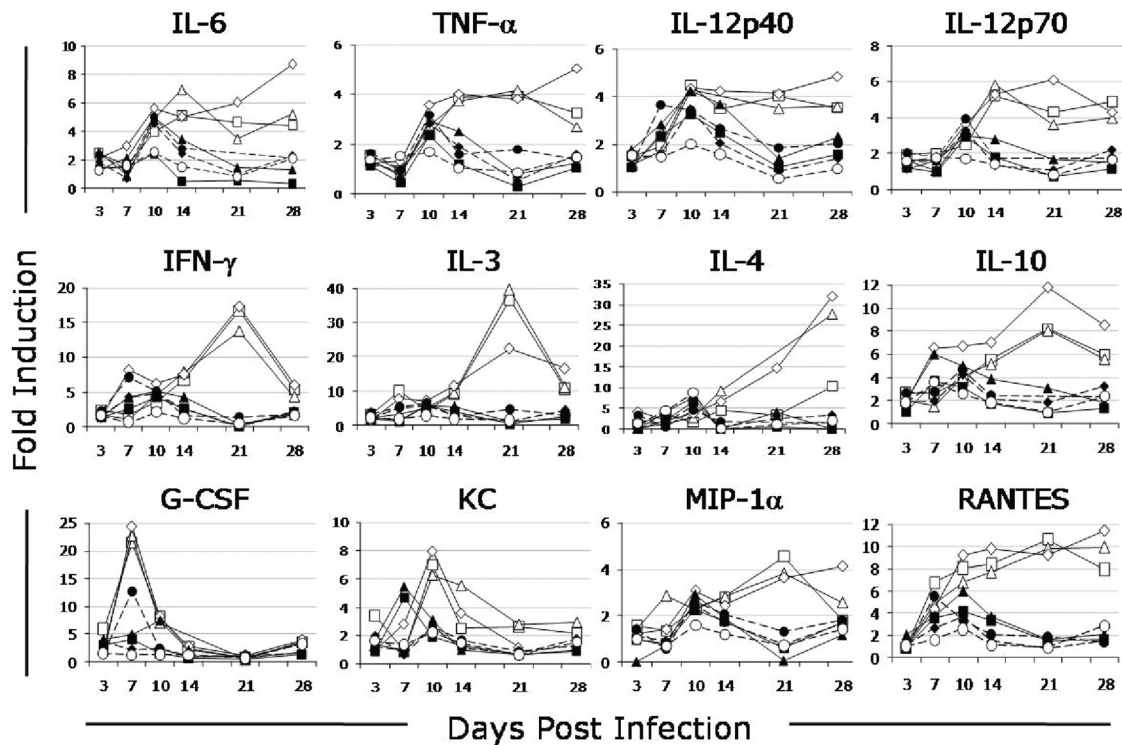 IL-6 TNF-α IL-12p40 IL-12p70
10 8 6 4 2 0
6 4 2 0
6 4 2 0
8 6 4 2 0
3 7 10 14 21 28
3 7 10 14 21 28
3 7 10 14 21 28
3 7 10 14 21 28
Fold Induction
IFN-γ IL-3 IL-4 IL-10
20 15 10 5 0
40 30 20 10 0
35 30 25 20 15 10 5 0
12 10 8 6 4 2 0
3 7 10 14 21 28
3 7 10 14 21 28
3 7 10 14 21 28
3 7 10 14 21 28
G-CSF KC MIP-1α RANTES
25 20 15 10 5 0
10 8 6 4 2 0
6 4 2 0
12 10 8 6 4 2 0
3 7 10 14 21 28
3 7 10 14 21 28
3 7 10 14 21 28
3 7 10 14 21 28
Days Post Infection